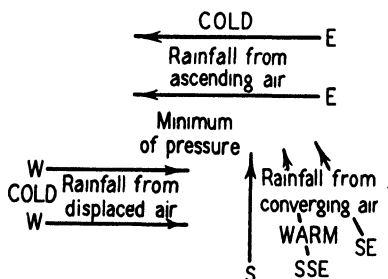 COLD
E
Rainfall from
ascending air
E
Minimum
of pressure
W
COLD
Rainfall from
displaced air
W
Rainfall from
converging air
WARM
SE
S
SSE